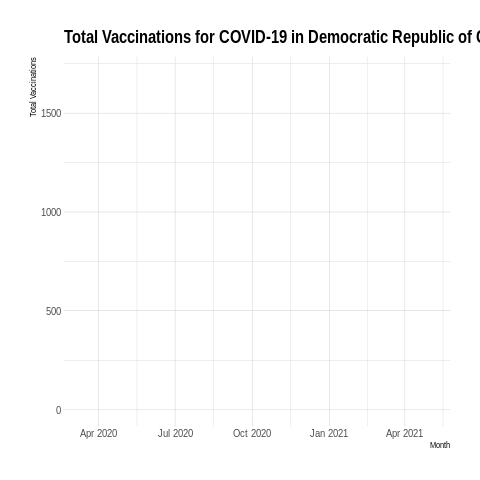 Total Vaccinations for COVID-19 in Democratic Republic of
Total Vaccinations
1500
1000
500
0
Apr 2020
Jul 2020
Oct 2020
Jan 2021
Apr 2021
Month